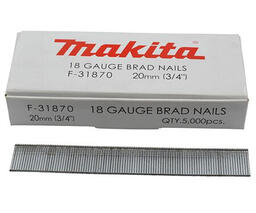 makita
18 GAUGE BRAD NAILS
F-31870 20mm (3/4")
F-31870 18 GAUGE BRAD NAILS
20mm (3/4") QTY.5,000pcs.